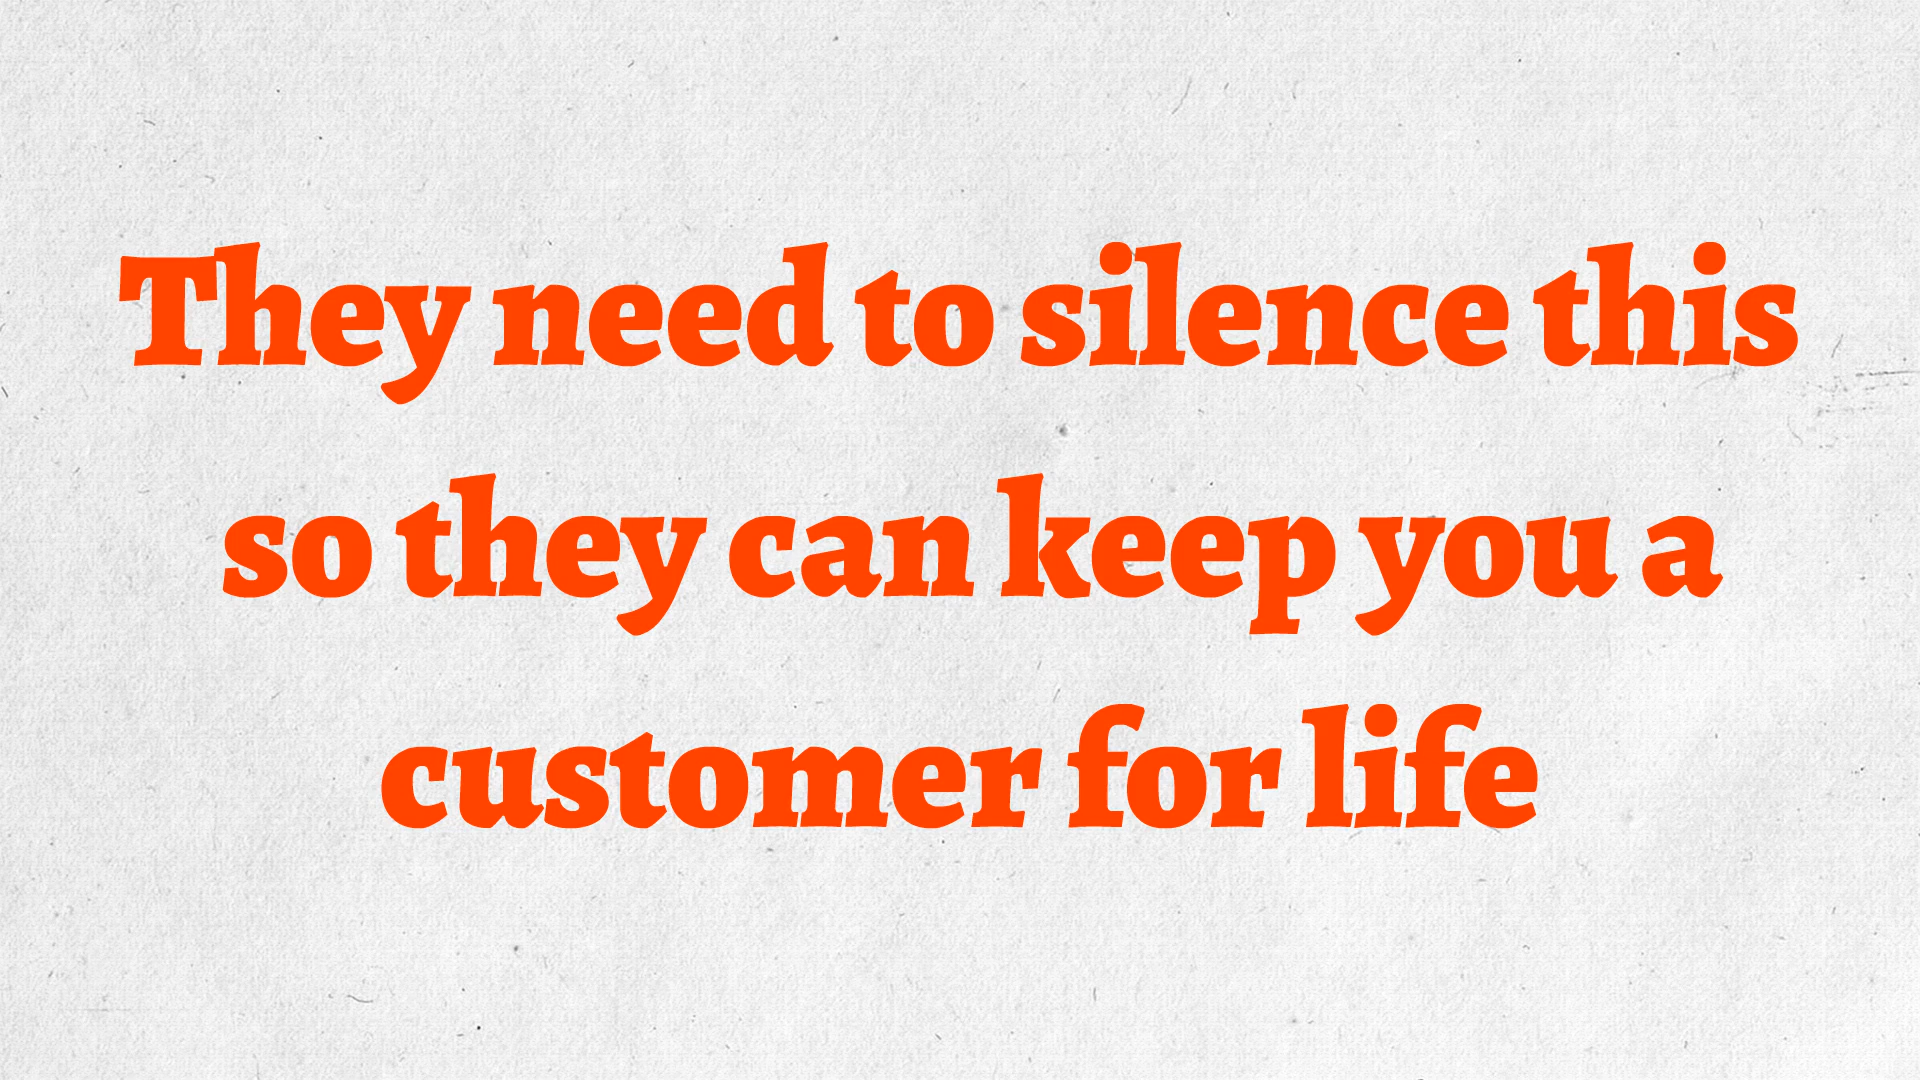 They need to silence this
so they can keep you a
customer for life